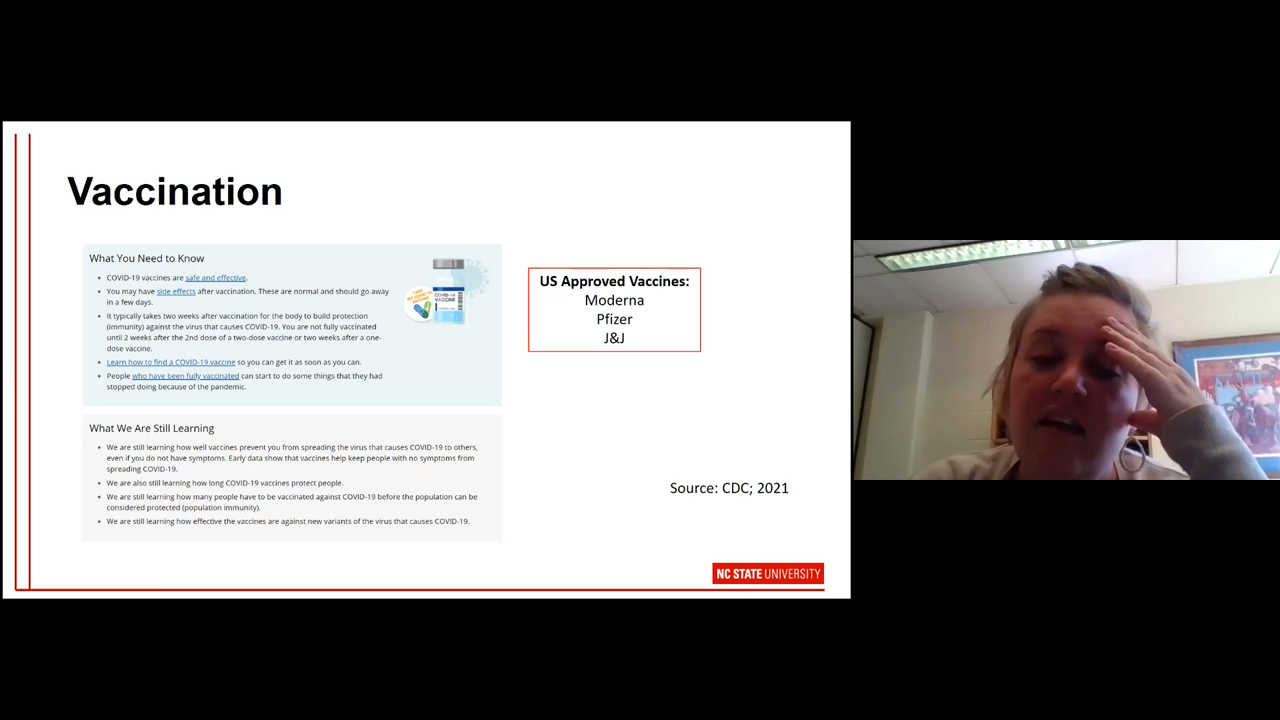 Vaccination
What You Need to Know
• COVID-19 vaccines are safe and effective.
• You may have side effects after vaccination. These are normal and should go away
in a few days.
• It typically takes two weeks after vaccination for the body to build protection
(immunity) against the virus that causes COVID-19. You are not fully vaccinated
until 2 weeks after the 2nd dose of a two-dose vaccine or two weeks after a one-
dose vaccine.
• Learn how to find a COVID-19 vaccine so you can get it as soon as you can.
• People who have been fully vaccinated can start to do some things that they had
stopped doing because of the pandemic.
COVID-19
VACCINE
What We Are Still Learning
• We are still learning how well vaccines prevent you from spreading the virus that causes COVID-19 to others,
even if you do not have symptoms. Early data show that vaccines help keep people with no symptoms from
spreading COVID-19.
• We are also still learning how long COVID-19 vaccines protect people.
• We are still learning how many people have to be vaccinated against COVID-19 before the population can be
considered protected (population immunity).
• We are still learning how effective the vaccines are against new variants of the virus that causes COVID-19.
US Approved Vaccines:
Moderna
Pfizer
J&J
Source: CDC; 2021
NC STATE UNIVERSITY